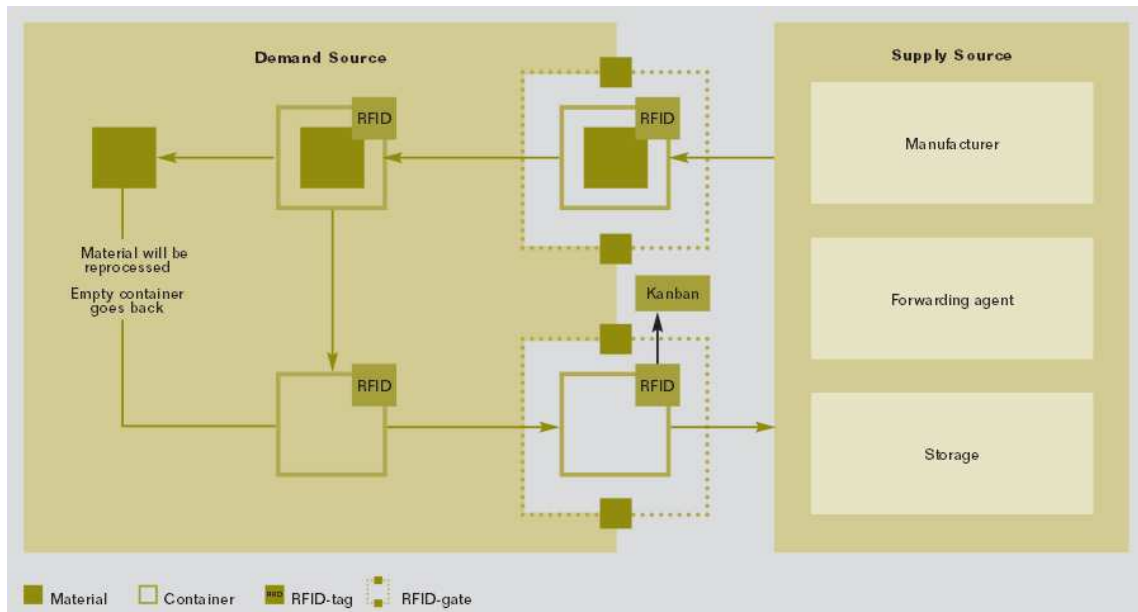 Demand Source
Supply Source
RFID
RFID
Manufacturer
Material will be
reprocessed
Empty container
goes back
Kanban
Forwarding agent
RFID
RFID
Storage
Material
Container
RFID-tag
RFID-gate